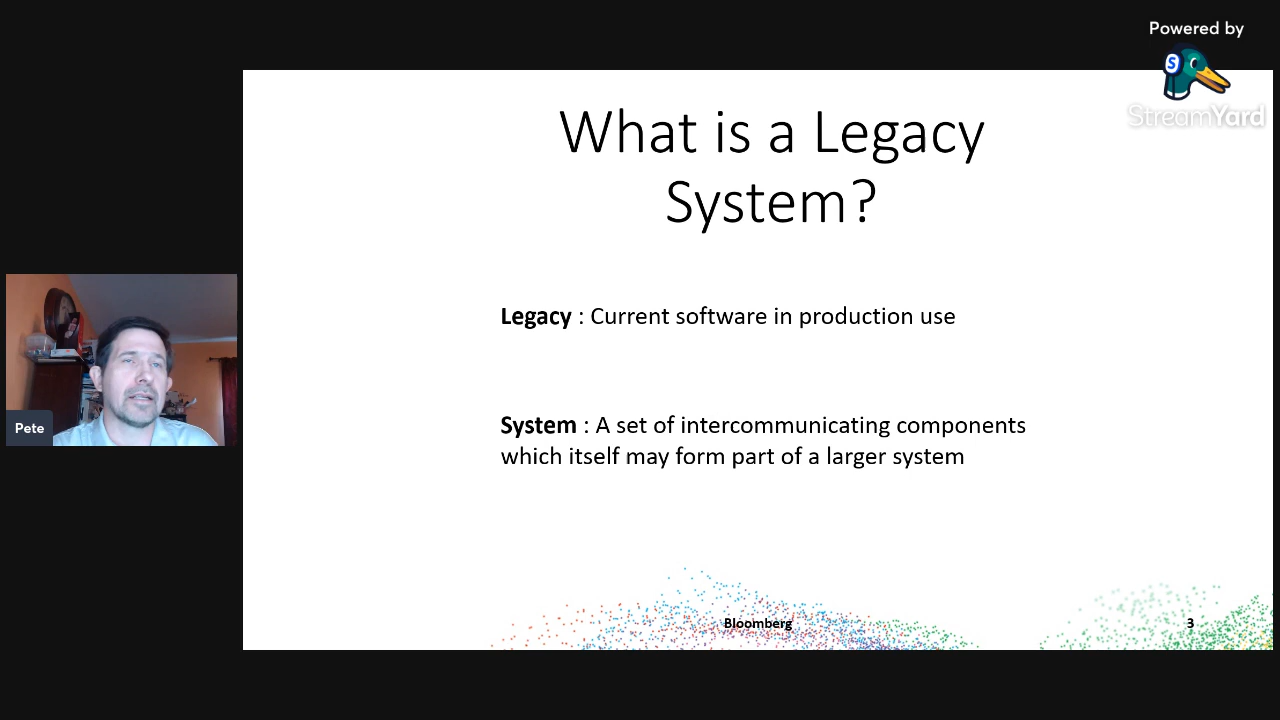 Powered by
S
StreamYard
What is a Legacy
System?
Legacy : Current software in production use
System : A set of intercommunicating components
which itself may form part of a larger system
Pete
Bloomberg
3